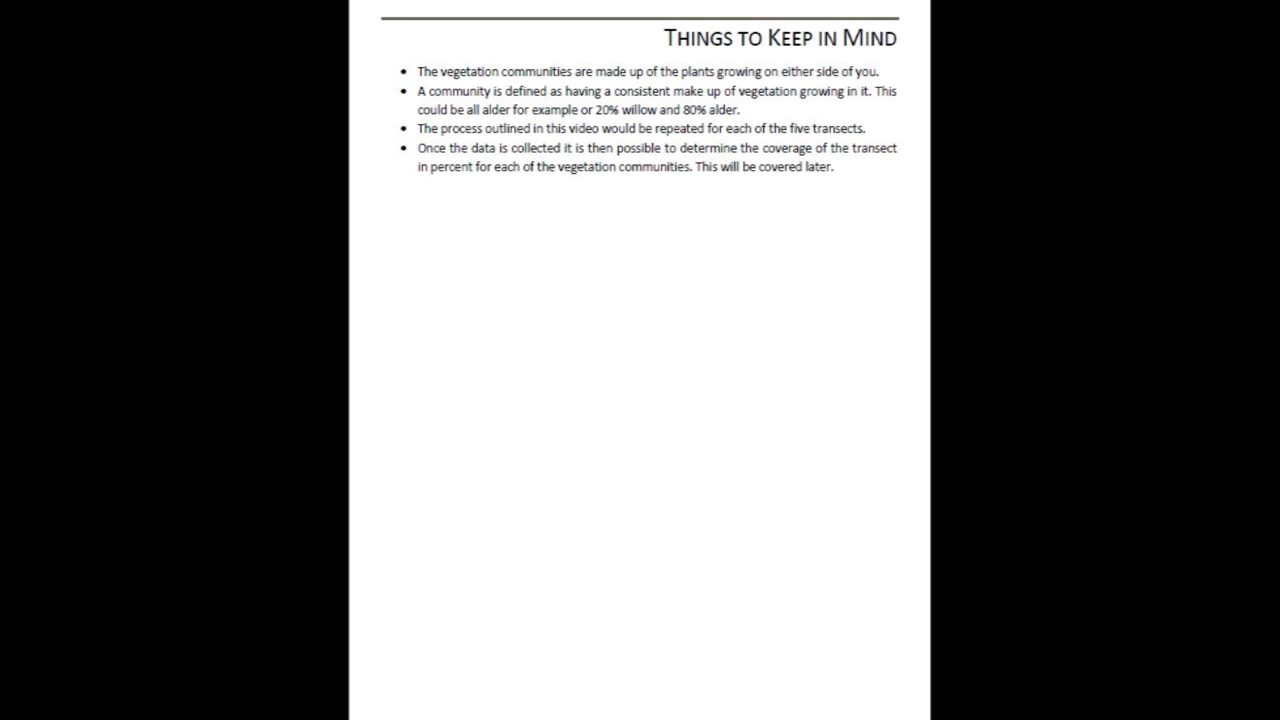 THINGS TO KEEP IN MIND
• The vegetation communities are made up of the plants growing on either side of you.
• A community is defined as having a consistent make up of vegetation growing in it. This
could be all alder for example or 20% willow and 80% alder.
• The process outlined in this video would be repeated for each of the five transects.
• Once the data is collected it is then possible to determine the coverage of the transect
in percent for each of the vegetation communities. This will be covered later.